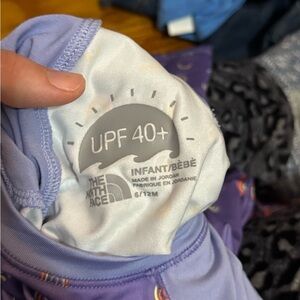 UPF 40+
INFANT/BÉBÉ
MADE IN JORDAN
FABRIQUÉ EN JORDANIE
6/12M
THE
NORTH
FACE